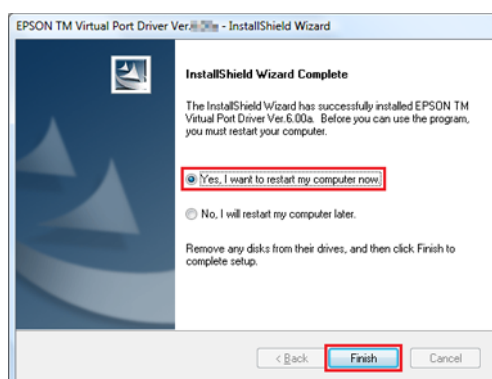 EPSON TM Virtual Port Driver Ver. - InstallShield Wizard
InstallShield Wizard Complete
The InstallShield Wizard has successfully installed EPSON TM
Virtual Port Driver Ver.6.00a. Before you can use the program,
you must restart your computer.
Yes, I want to restart my computer now.
No, I will restart my computer later.
Remove any disks from their drives, and then click Finish to
complete setup.
< Back
Finish
Cancel